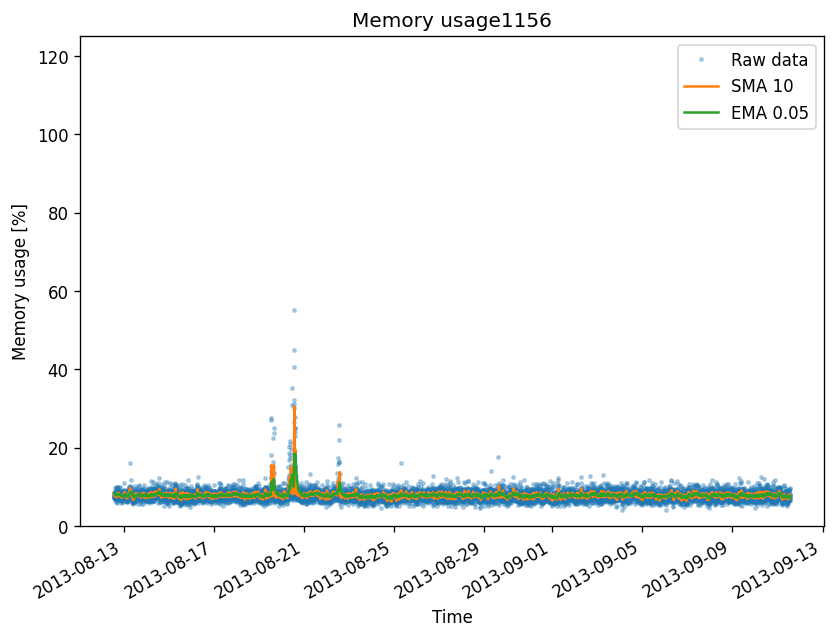 Memory usage1156
Raw data
SMA 10
EMA 0.05
120
100
80
60
40
20
0
Memory usage [%]
2013-08-13
2013-08-17
2013-08-21
2013-08-25
2013-08-29
2013-09-01
2013-09-05
2013-09-09
2013-09-13
Time